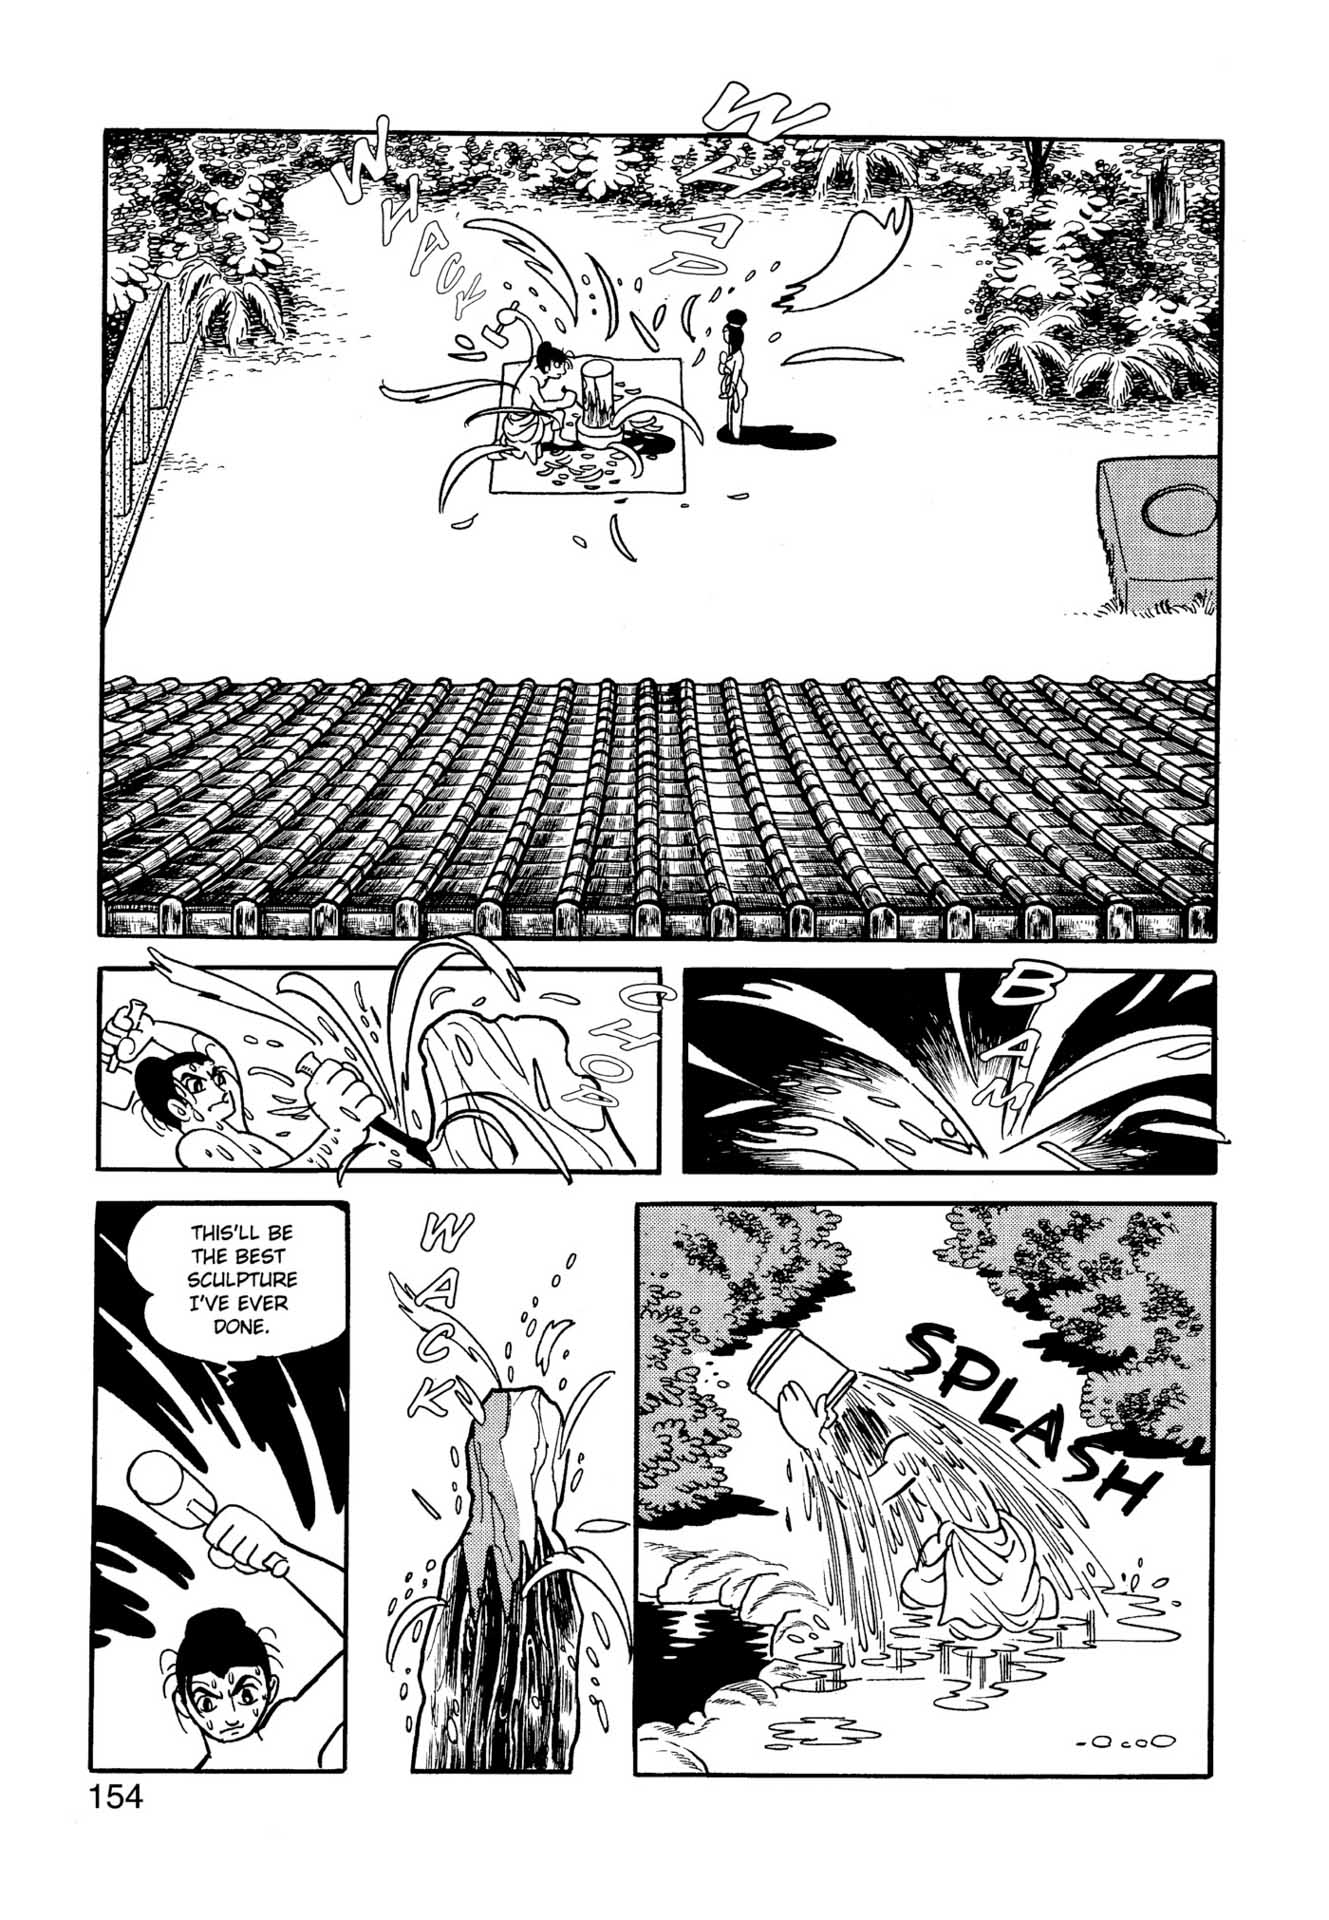 WHACK
WHAP
CHOP
BAM
THIS'LL BE
THE BEST
SCULPTURE
I'VE EVER
DONE.
WACK
SPLASH
154